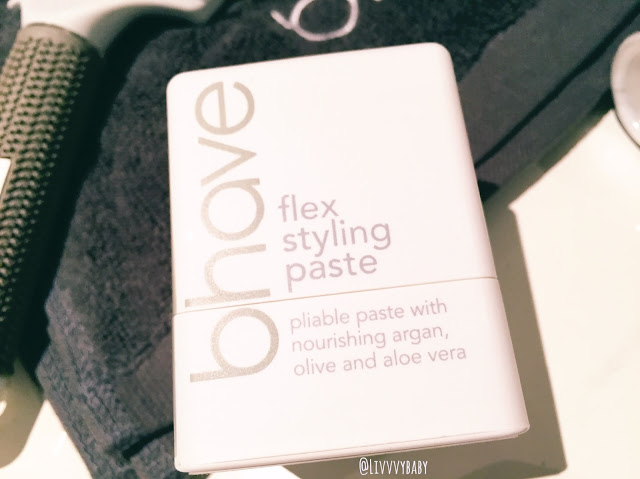 bhave
flex
styling
paste
pliable paste with
nourishing argan,
olive and aloe vera
@LIVVVYBABY